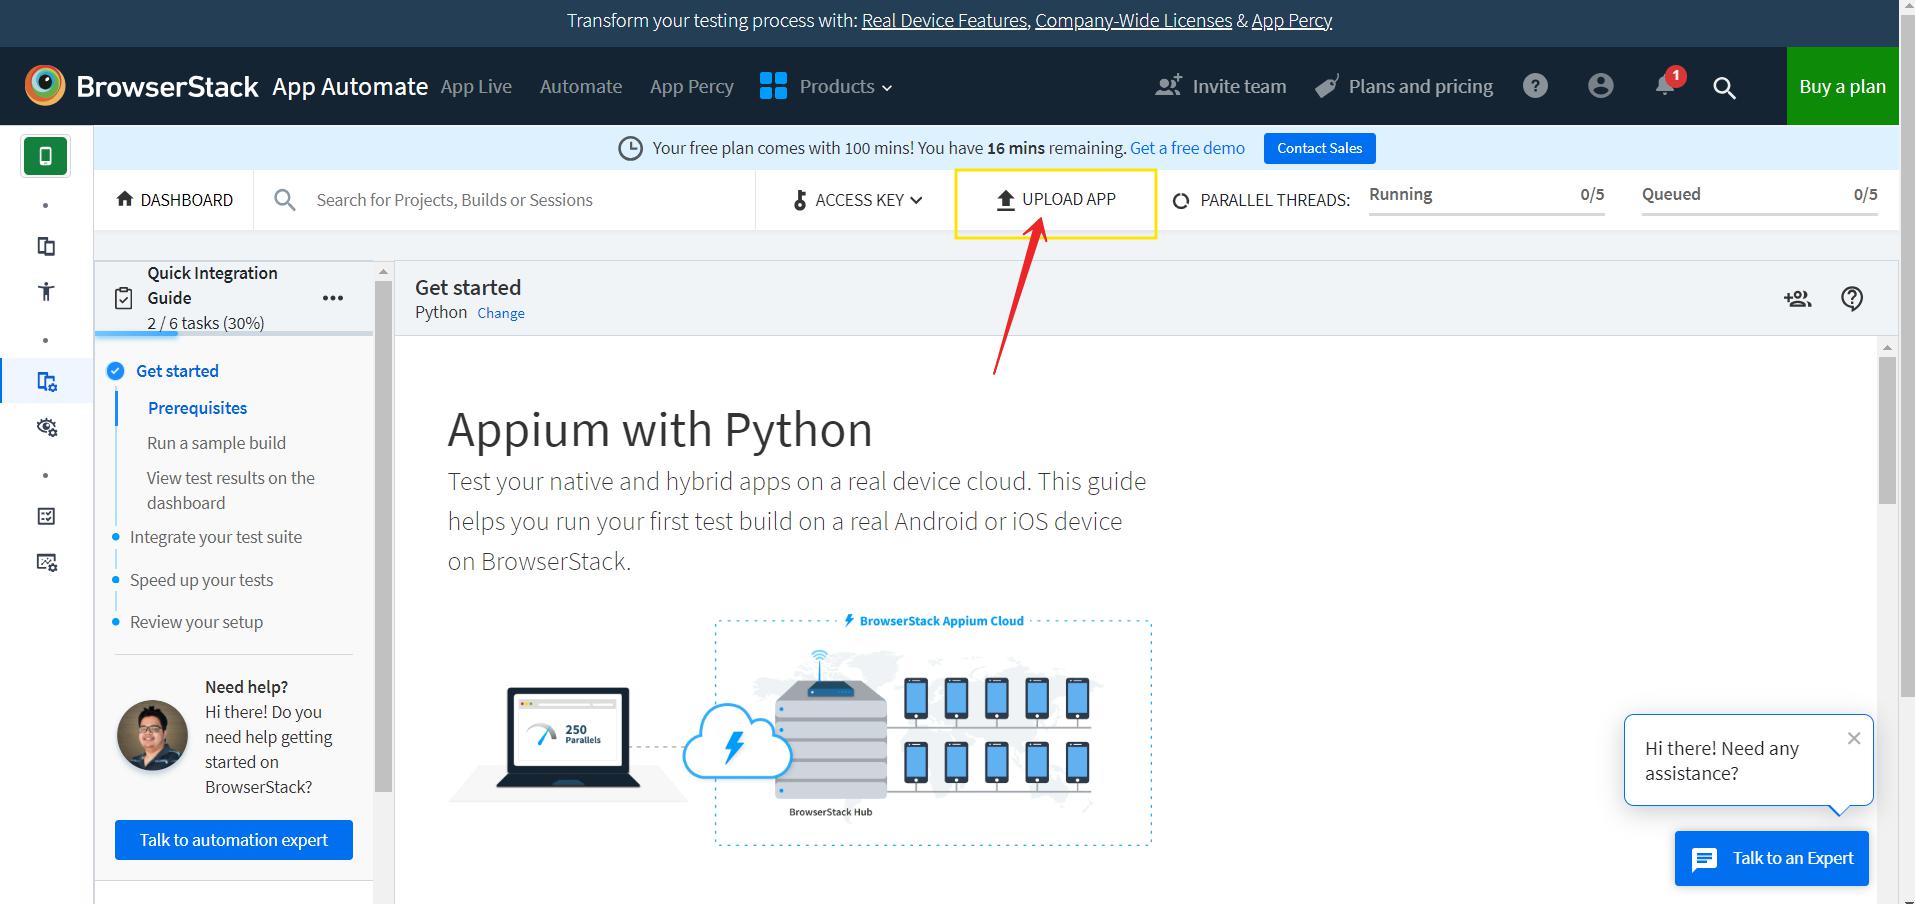 Transform your testing process with: Real Device Features, Company-Wide Licenses & App Percy
BrowserStack App Automate App Live Automate App Percy Products Invite team Plans and pricing ? 1 Buy a plan
Your free plan comes with 100 mins! You have 16 mins remaining. Get a free demo Contact Sales
DASHBOARD Search for Projects, Builds or Sessions ACCESS KEY UPLOAD APP PARALLEL THREADS: Running 0/5 Queued 0/5
Quick Integration
Guide
2 / 6 tasks (30%)
Get started
Prerequisites
Run a sample build
View test results on the
dashboard
Integrate your test suite
Speed up your tests
Review your setup
Need help?
Hi there! Do you
need help getting
started on
BrowserStack?
Talk to automation expert
Get started
Python Change
Appium with Python
Test your native and hybrid apps on a real device cloud. This guide
helps you run your first test build on a real Android or iOS device
on BrowserStack.
BrowserStack Appium Cloud
250
Parallels
BrowserStack Hub
Hi there! Need any
assistance?
Talk to an Expert